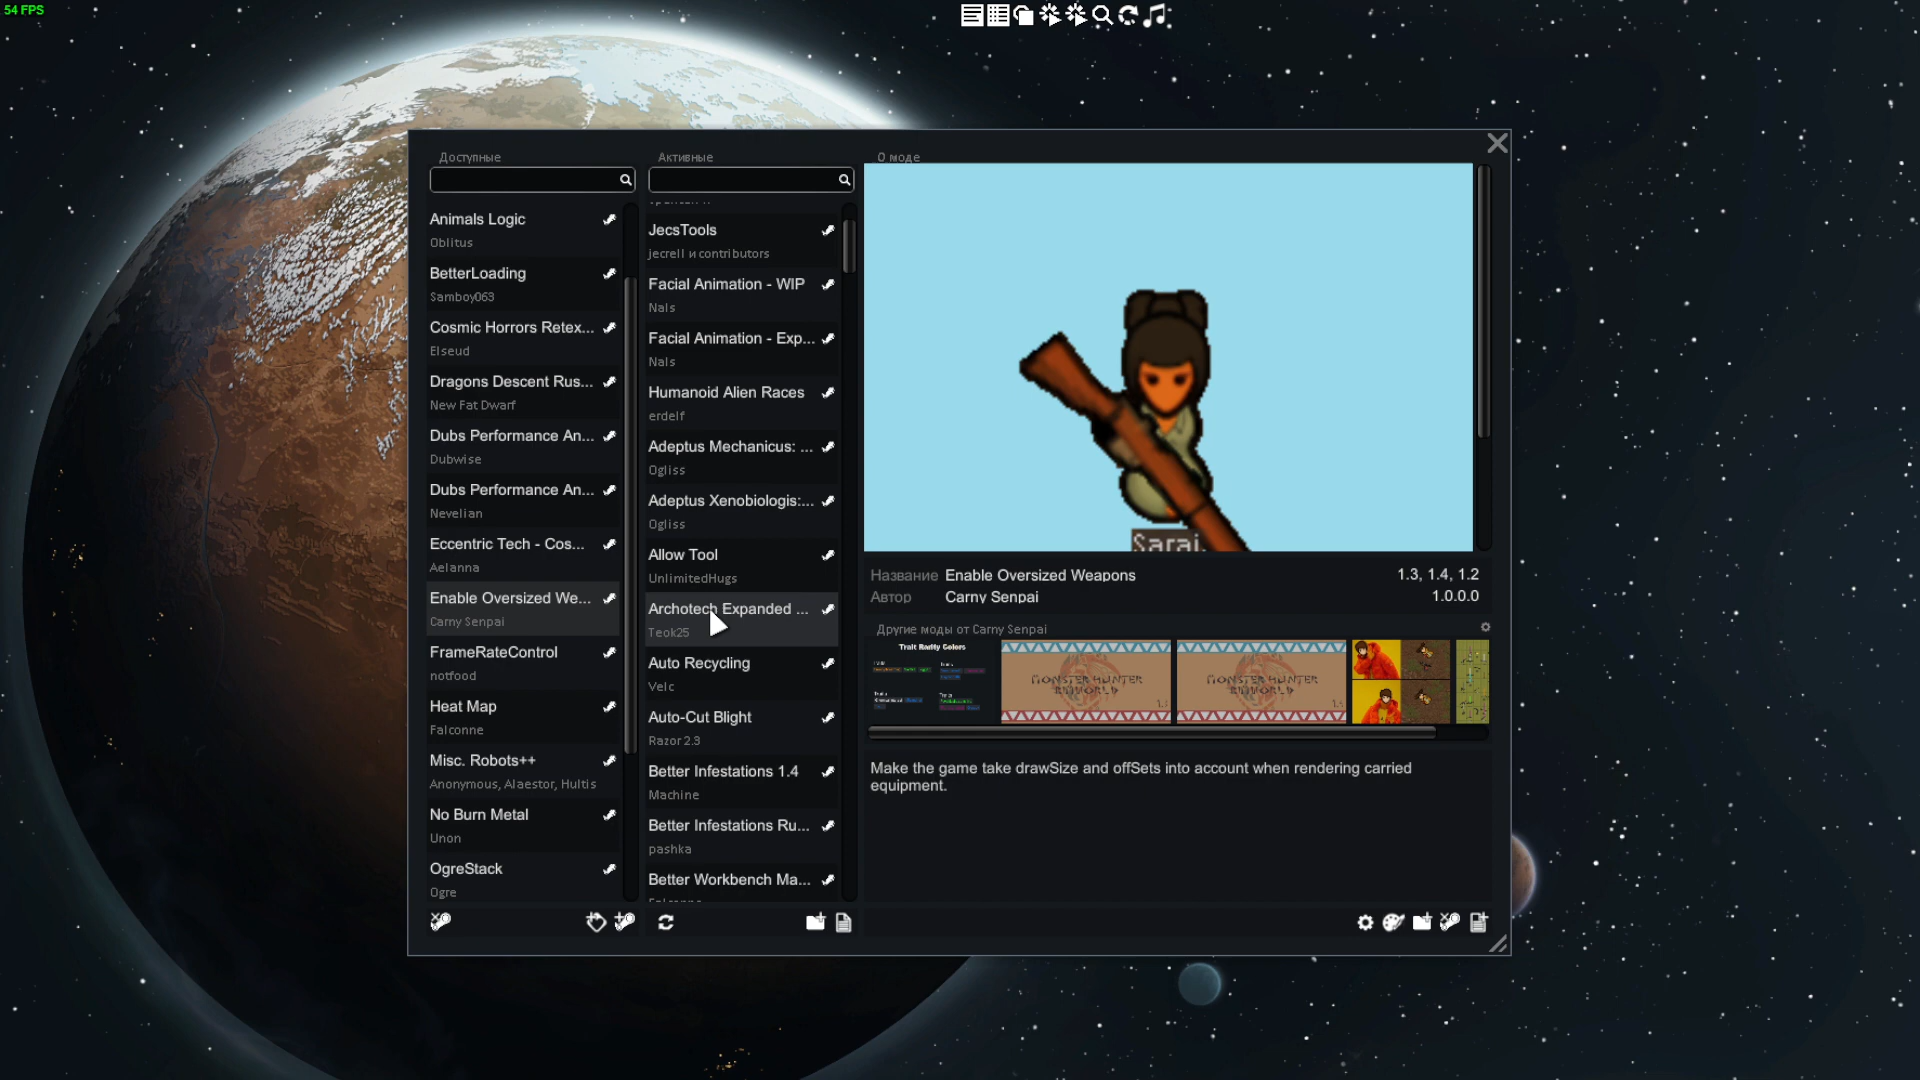 54 FPS
Доступные
Animals Logic
Oblitus
BetterLoading
Samboy063
Cosmic Horrors Retex...
Elseud
Dragons Descent Rus...
New Fat Dwarf
Dubs Performance An...
Dubwise
Dubs Performance An...
Nevelian
Eccentric Tech - Cos...
Aelanna
Enable Oversized We...
Carny Senpai
FrameRateControl
notfood
Heat Map
Falconne
Misc. Robots++
Anonymous, Alaestor, Hultis
No Burn Metal
Unon
OgreStack
Ogre
Активные
JecsTools
jecrell и contributors
Facial Animation - WIP
Nals
Facial Animation - Exp...
Nals
Humanoid Alien Races
erdelf
Adeptus Mechanicus: ...
Ogliss
Adeptus Xenobiologis:...
Ogliss
Allow Tool
UnlimitedHugs
Archotech Expanded ...
Teok25
Auto Recycling
Velc
Auto-Cut Blight
Razor 2.3
Better Infestations 1.4
Machine
Better Infestations Ru...
pashka
Better Workbench Ma...
О моде
Sarai,
Название Enable Oversized Weapons 1.3, 1.4, 1.2
Автор Carny Senpai 1.0.0.0
Другие моды от Carny Senpai
Trait Rarity Colors
MONSTER HUNTER
RIMWORLD
MONSTER HUNTER
RIMWORLD
Make the game take drawSize and offSets into account when rendering carried
equipment.